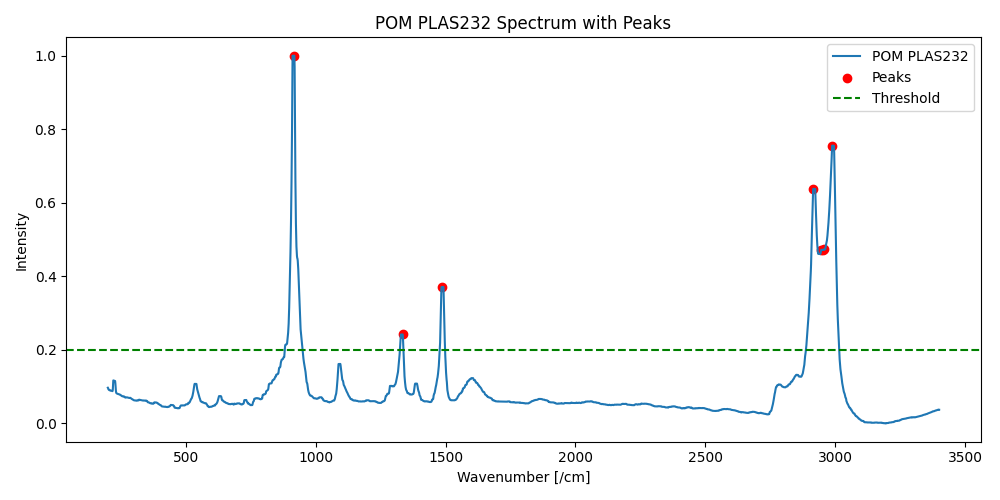 POM PLAS232 Spectrum with Peaks
POM PLAS232
Peaks
Threshold
Intensity
1.0
0.8
0.6
0.4
0.2
0.0
500 1000 1500 2000 2500 3000 3500
Wavenumber [/cm]